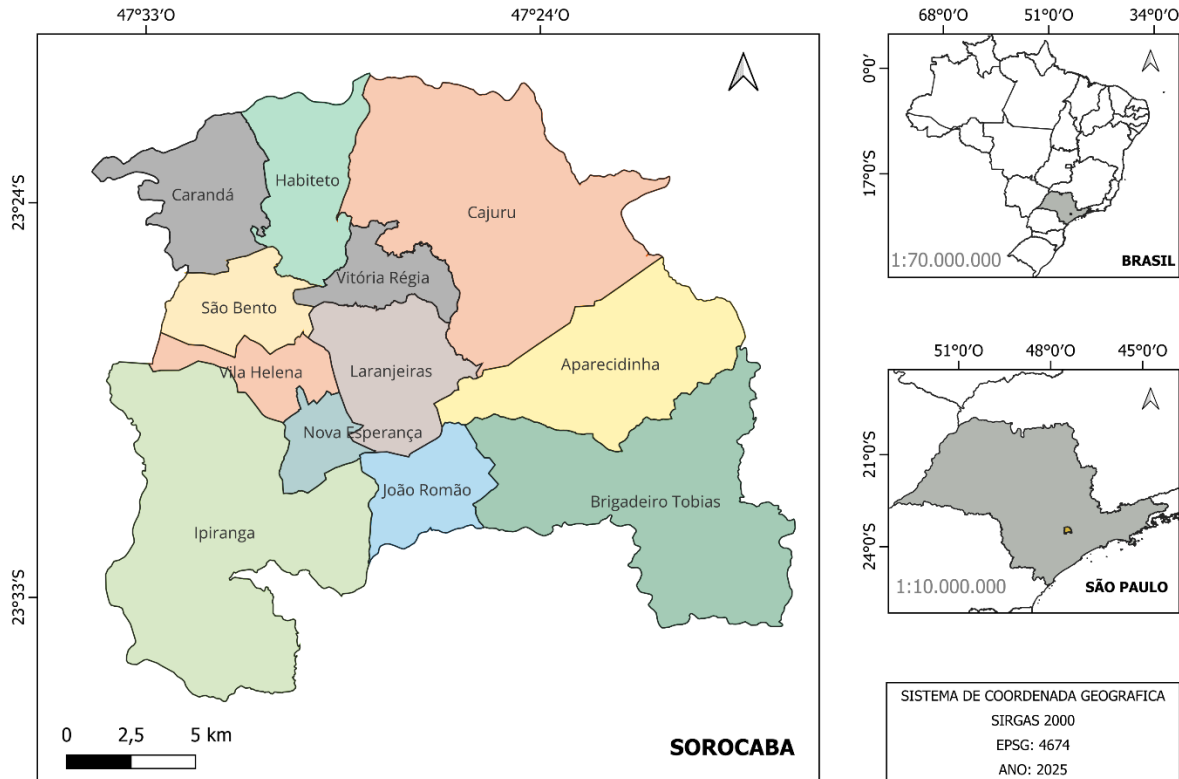 47°33'O
47°24'O
23°24'S
23°33'S
Carandá
Habiteto
Cajuru
Vitória Régia
São Bento
Vila Helena
Laranjeiras
Aparecidinha
Nova Esperança
João Romão
Brigadeiro Tobias
Ipiranga
0 2,5 5 km
SOROCABA
68°0'O
51°0'O
34°0'O
0°0'
17°0'S
1:70.000.000
BRASIL
51°0'O
48°0'O
45°0'O
21°0'S
24°0'S
1:10.000.000
SÃO PAULO
SISTEMA DE COORDENADA GEOGRAFICA
SIRGAS 2000
EPSG: 4674
ANO: 2025